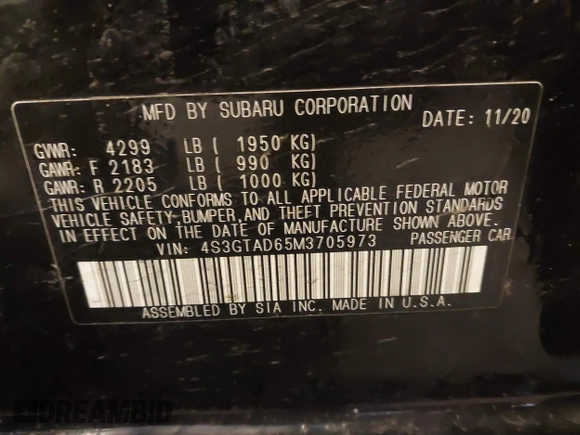 MFD BY SUBARU CORPORATION
DATE: 11/20
GVWR: 4299 LB ( 1950 KG)
GAWR: F 2183 LB ( 990 KG)
GAWR: R 2205 LB ( 1000 KG)
THIS VEHICLE CONFORMS TO ALL APPLICABLE FEDERAL MOTOR
VEHICLE SAFETY,BUMPER,AND THEFT PREVENTION STANDARDS
IN EFFECT ON THE DATE OF MANUFACTURE SHOWN ABOVE.
VIN: 4S3GTAD65M3705973 PASSENGER CAR
ASSEMBLED BY SIA INC. MADE IN U.S.A.
DREAMBID